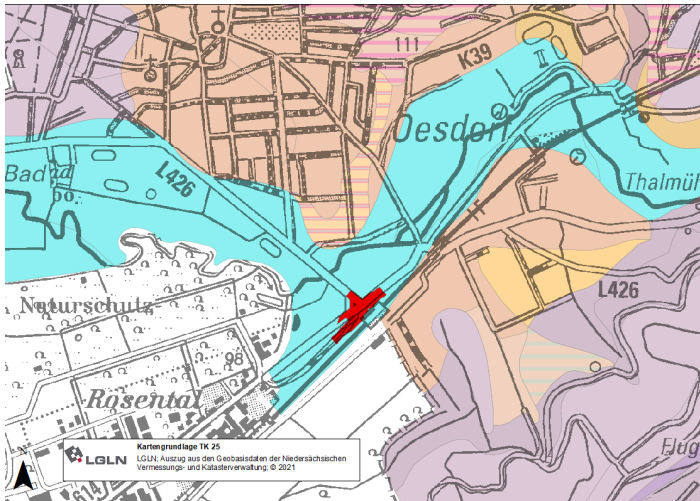 111
K39
Oesdorf
L426
Bad
Thalmüh
L426
Naturschutz-
98
Rosental
Flug
614
N
LGLN
Kartengrundlage TK 25
LGLN; Auszug aus den Geobasisdaten der Niedersächsischen
Vermessungs- und Katasterverwaltung; © 2021